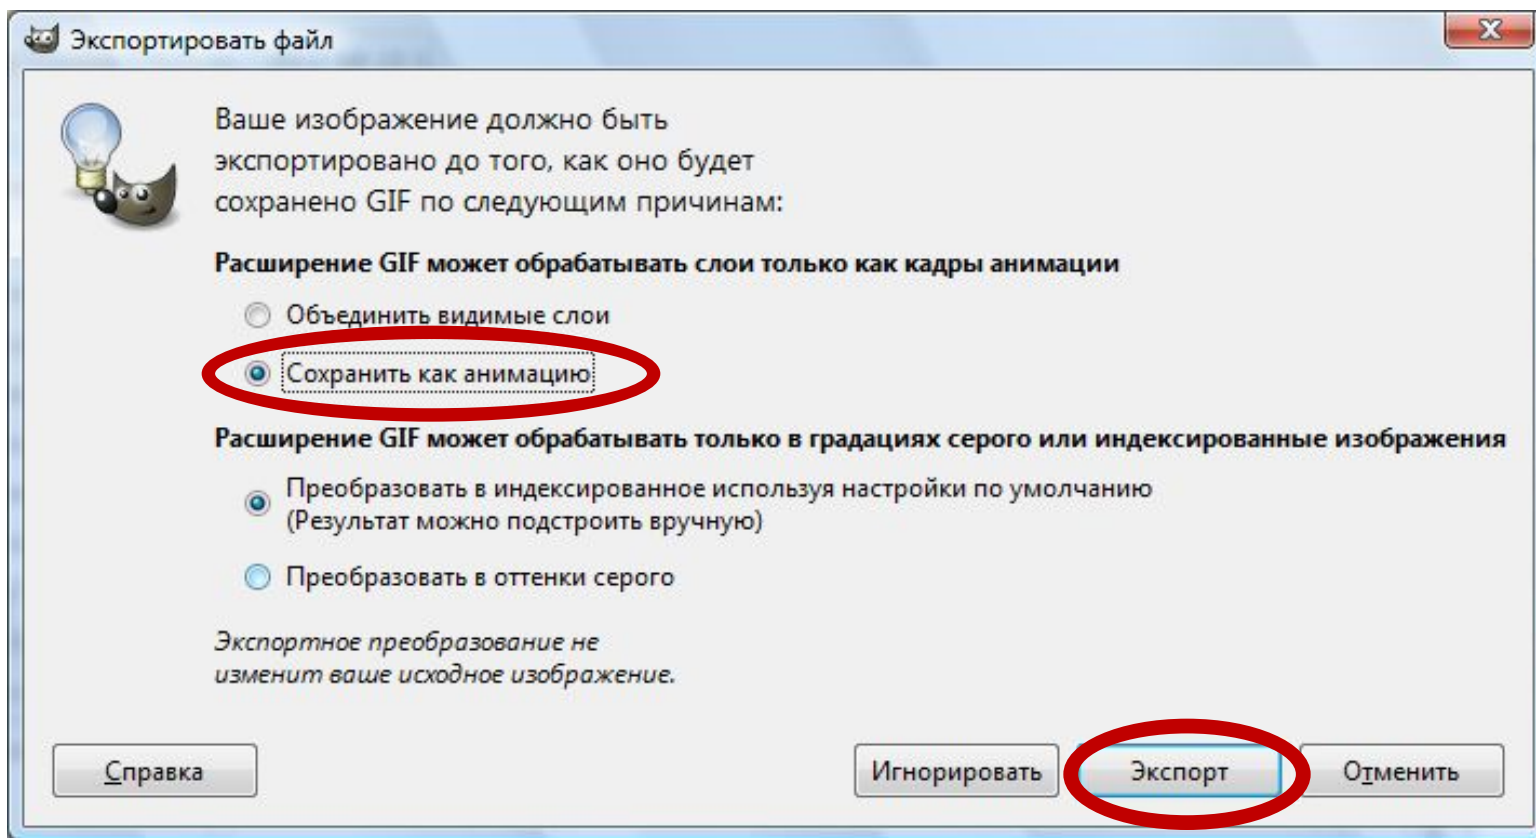 Экспортировать файл
Ваше изображение должно быть
экспортировано до того, как оно будет
сохранено GIF по следующим причинам:
Расширение GIF может обрабатывать слои только как кадры анимации
Объединить видимые слои
Сохранить как анимацию
Расширение GIF может обрабатывать только в градациях серого или индексированные изображения
Преобразовать в индексированное используя настройки по умолчанию
(Результат можно подстроить вручную)
Преобразовать в оттенки серого
Экспортное преобразование не
изменит ваше исходное изображение.
Справка Игнорировать Экспорт Отменить